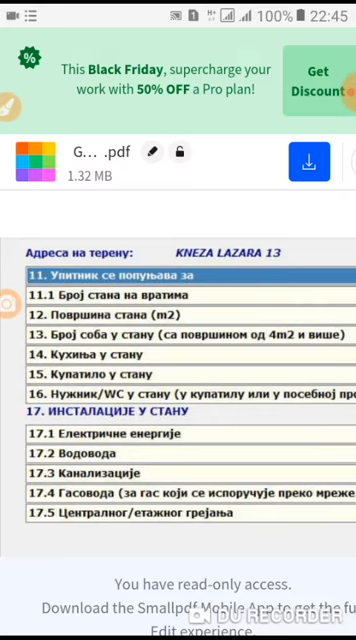 100% 22:45
This Black Friday, supercharge your
work with 50% OFF a Pro plan!
Get
Discount
G... .pdf
1.32 MB
Адреса на терену: KNEZA LAZARA 13
11. Упитник се попуњава за
11.1 Број стана на вратима
12. Површина стана (m2)
13. Број соба у стану (са површином од 4m2 и више)
14. Кухиња у стану
15. Купатило у стану
16. Нужник/WC у стану (у купатилу или у посебној про
17. ИНСТАЛАЦИЈЕ У СТАНУ
17.1 Електричне енергије
17.2 Водовода
17.3 Канализације
17.4 Гасовода (за гас који се испоручује преко мреже
17.5 Централног/етажног грејања
You have read-only access.
Download the Smallpdf Mobile App to get the fu
DU RECORDER
Edit experience.